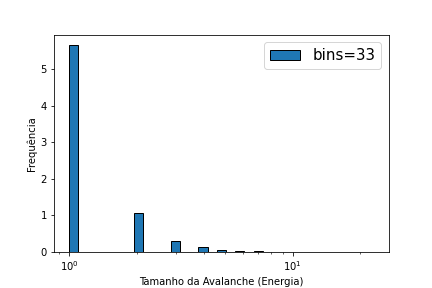 bins=33
5
4
3
2
1
0
Frequência
10⁰
10¹
Tamanho da Avalanche (Energia)